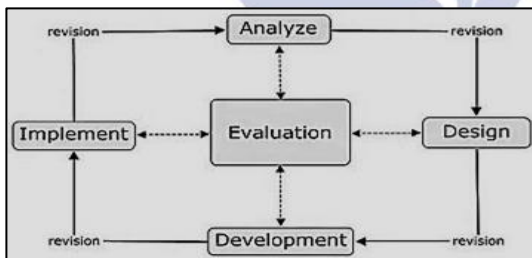 revision Analyze revision
Implement Evaluation Design
revision Development revision